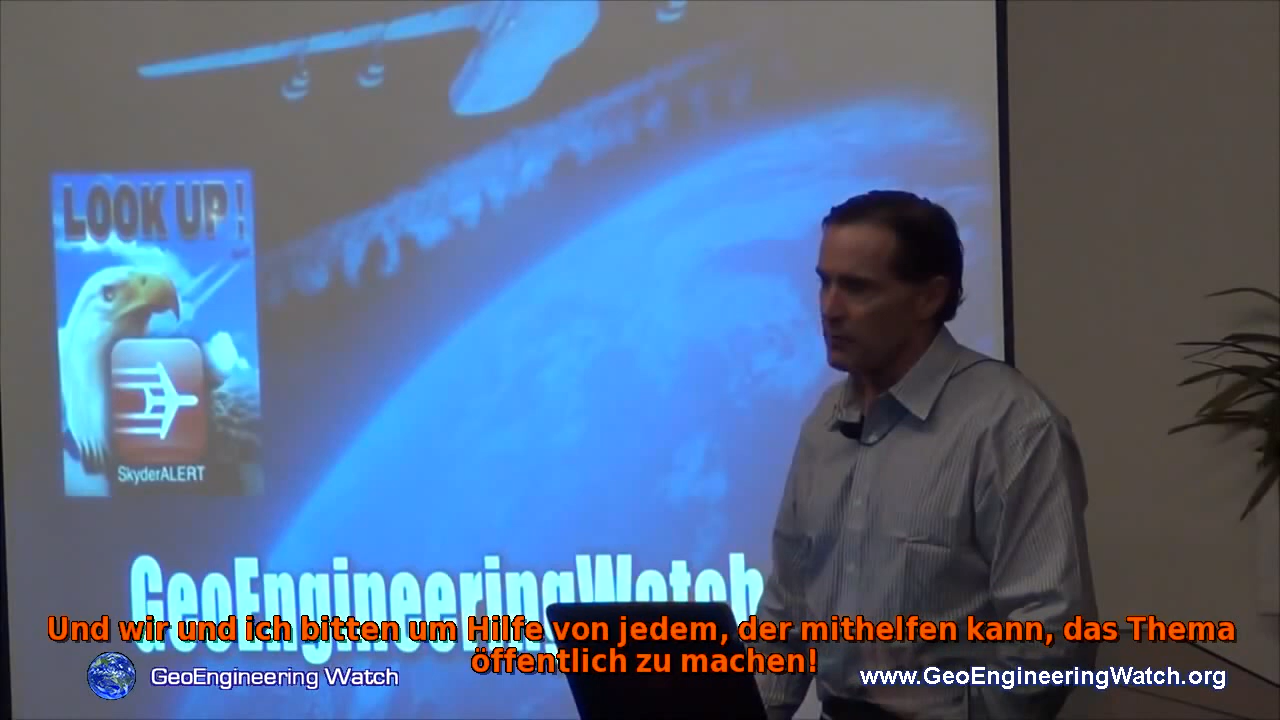 LOOK UP!
SkyderALERT
GeoEngineeringWatch
Und wir und ich bitten um Hilfe von jedem, der mithelfen kann, das Thema
öffentlich zu machen!
GeoEngineering Watch
www.GeoEngineeringWatch.org